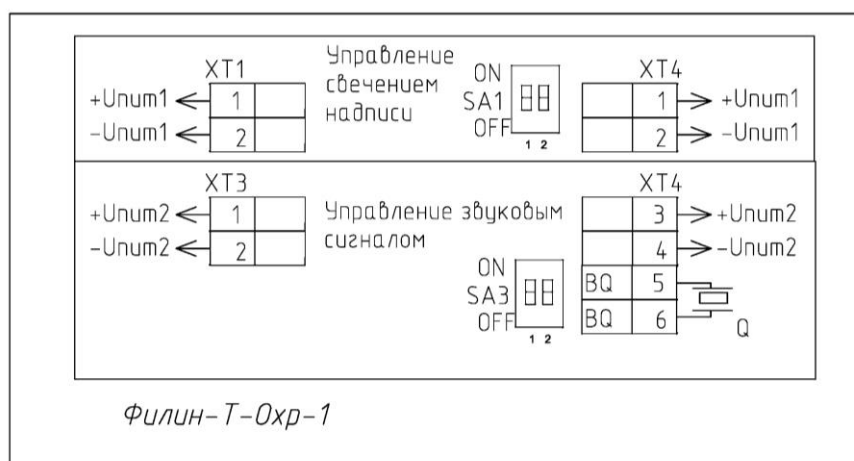 XT1
Управление
свечением
надписи
ON
SA1
OFF
1 2
XT4
+Uпит1
1
-Uпит1
2
1
+Uпит1
2
-Uпит1
XT3
Управление звуковым
сигналом
ON
SA3
OFF
1 2
XT4
+Uпит2
1
-Uпит2
2
3
+Uпит2
4
-Uпит2
BQ 5
BQ 6
Q
Филин-Т-Охр-1